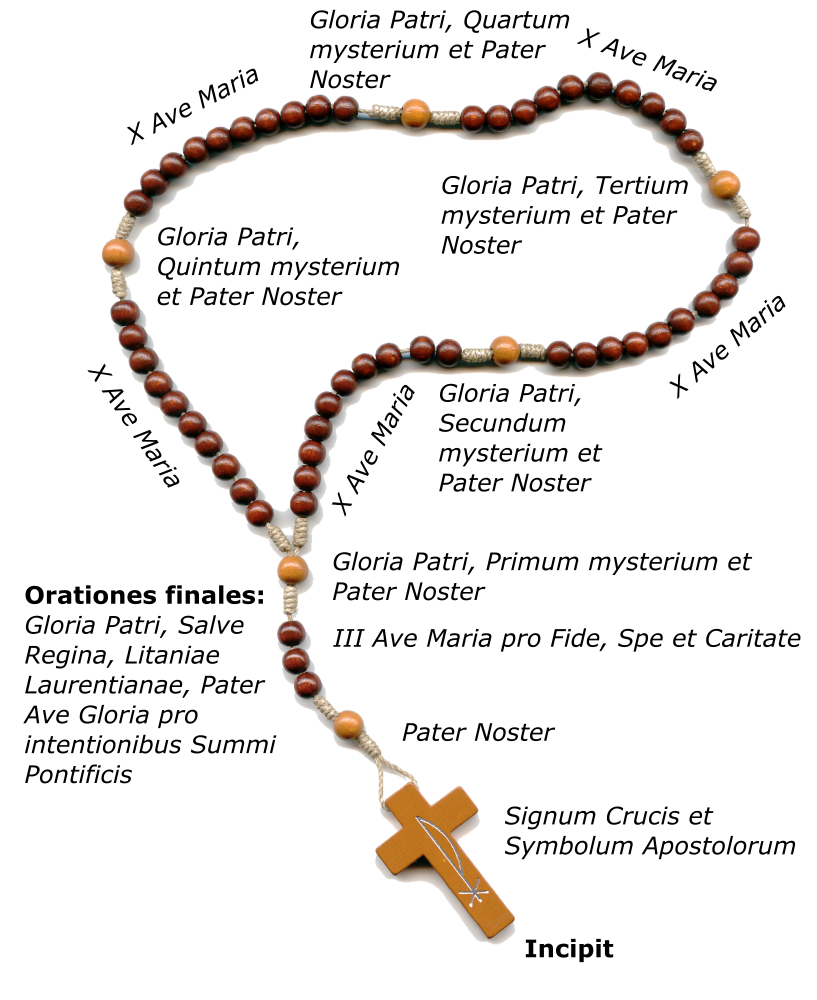 Gloria Patri, Quartum
mysterium et Pater
Noster
X Ave Maria
X Ave Maria
Gloria Patri, Tertium
mysterium et Pater
Noster
Gloria Patri,
Quintum mysterium
et Pater Noster
X Ave Maria
X Ave Maria
X Ave Maria
Gloria Patri,
Secundum
mysterium et
Pater Noster
Gloria Patri, Primum mysterium et
Pater Noster
Orationes finales:
Gloria Patri, Salve
Regina, Litaniae
Laurentianae, Pater
Ave Gloria pro
intentionibus Summi
Pontificis
III Ave Maria pro Fide, Spe et Caritate
Pater Noster
Signum Crucis et
Symbolum Apostolorum
Incipit